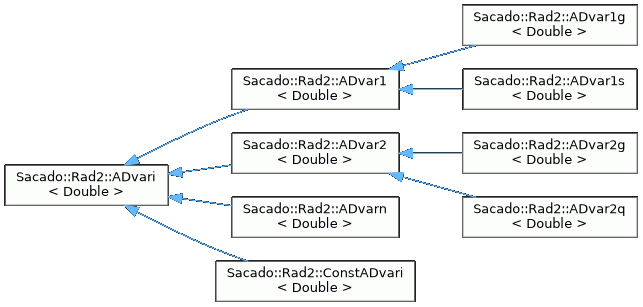 Sacado::Rad2::ADvar1g
< Double >
Sacado::Rad2::ADvar1
< Double >
Sacado::Rad2::ADvar1s
< Double >
Sacado::Rad2::ADvar2
< Double >
Sacado::Rad2::ADvar2g
< Double >
Sacado::Rad2::ADvari
< Double >
Sacado::Rad2::ADvarn
< Double >
Sacado::Rad2::ADvar2q
< Double >
Sacado::Rad2::ConstADvari
< Double >